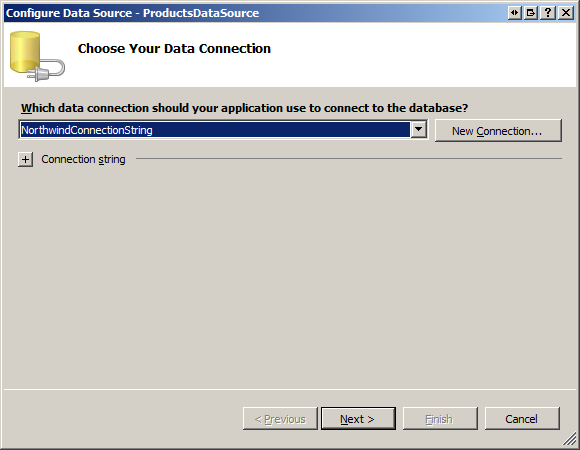 Configure Data Source - ProductsDataSource
Choose Your Data Connection
Which data connection should your application use to connect to the database?
NorthwindConnectionString
New Connection...
Connection string
< Previous
Next >
Finish
Cancel